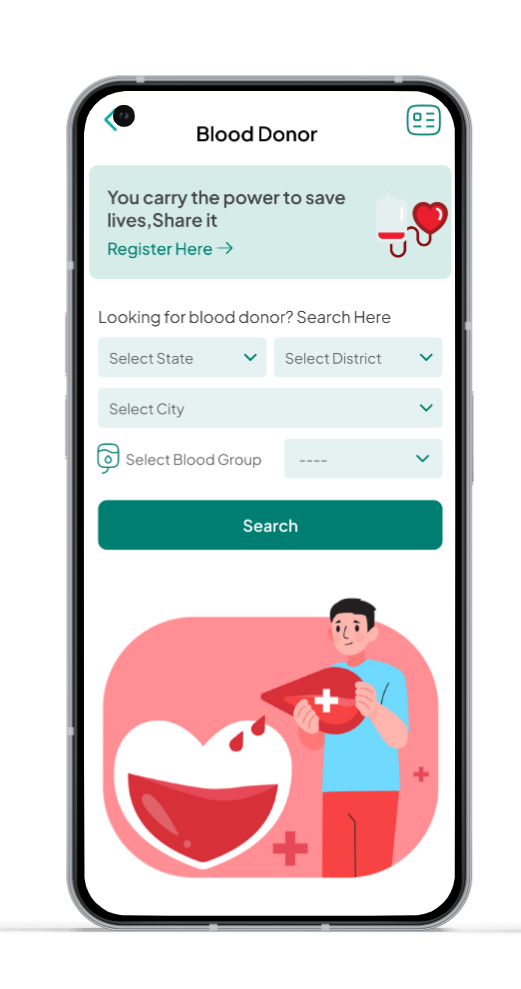 Blood Donor
You carry the power to save
lives,Share it
Register Here →
Looking for blood donor? Search Here
Select State
Select District
Select City
Select Blood Group
----
Search